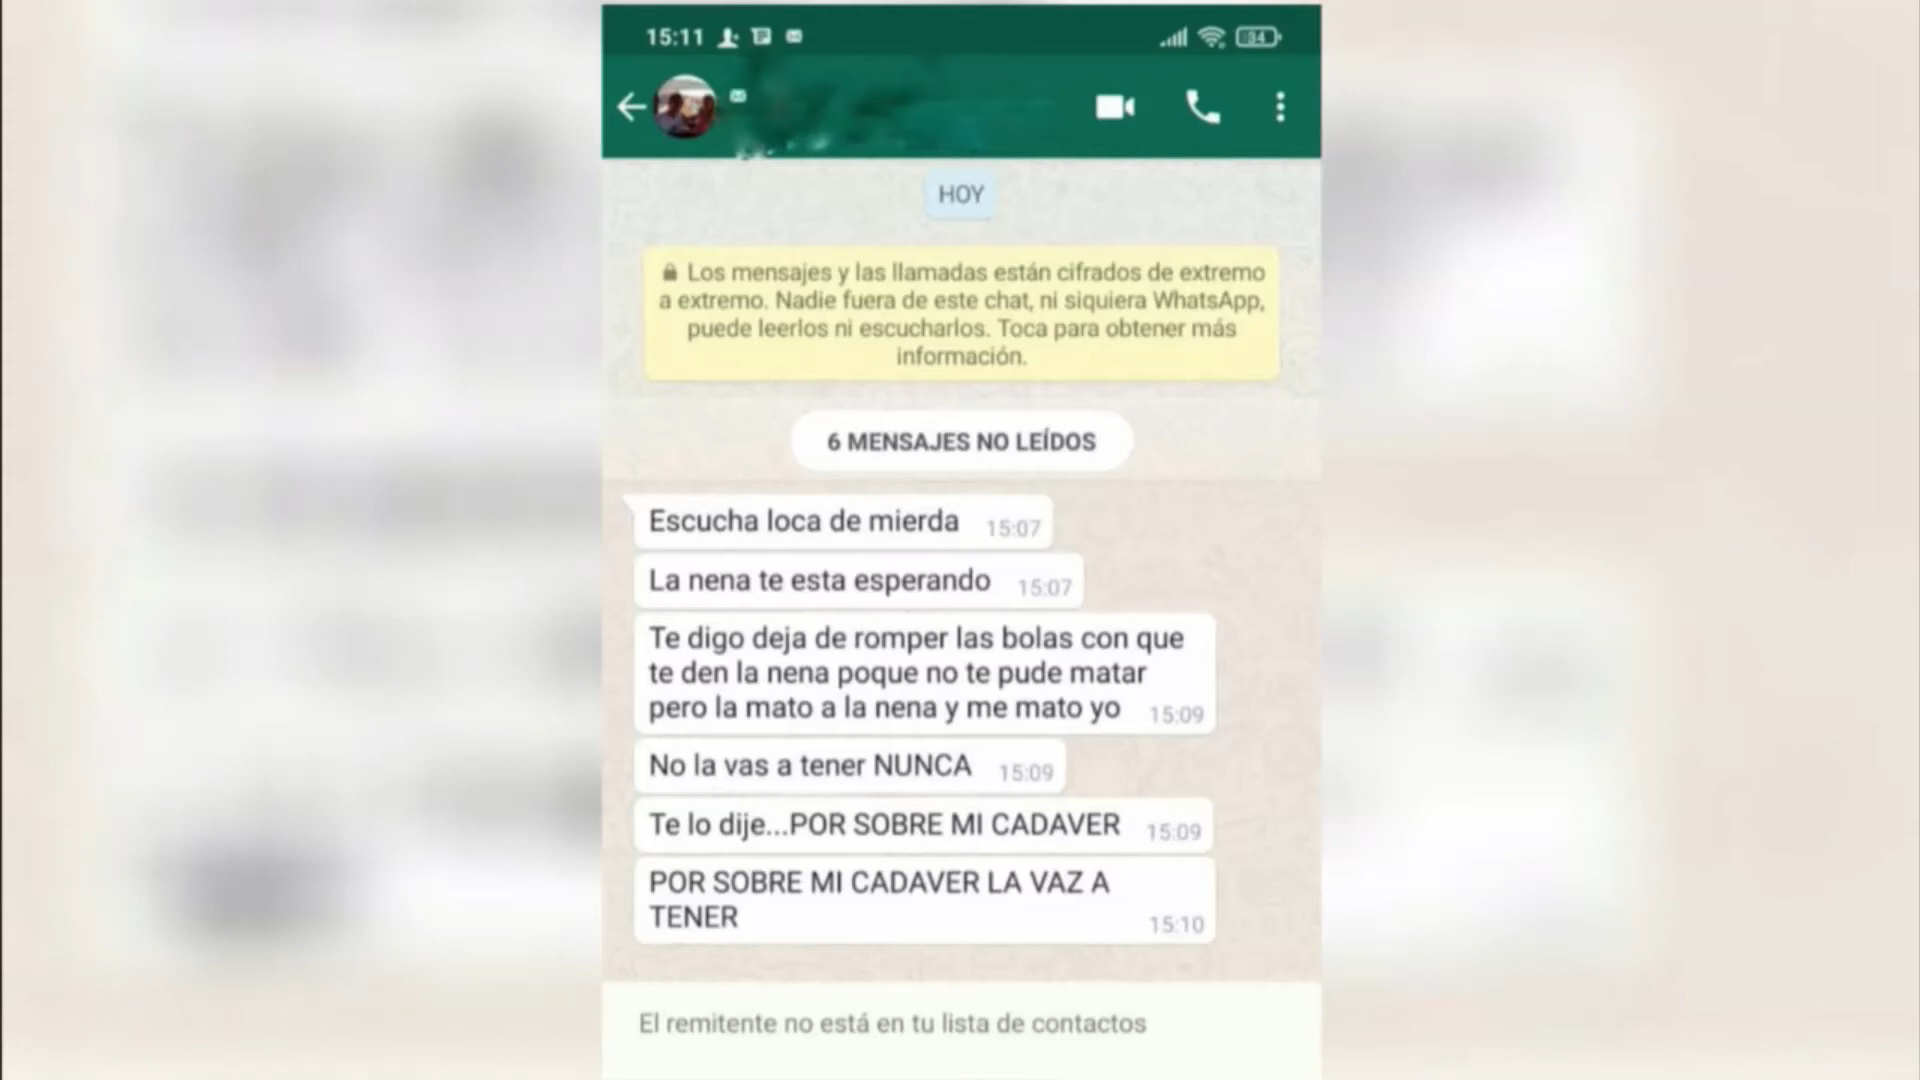 15:11
34
HOY
Los mensajes y las llamadas están cifrados de extremo
a extremo. Nadie fuera de este chat, ni siquiera WhatsApp,
puede leerlos ni escucharlos. Toca para obtener más
información.
6 MENSAJES NO LEÍDOS
Escucha loca de mierda 15:07
La nena te esta esperando 15:07
Te digo deja de romper las bolas con que
te den la nena poque no te pude matar
pero la mato a la nena y me mato yo 15:09
No la vas a tener NUNCA 15:09
Te lo dije...POR SOBRE MI CADAVER 15:09
POR SOBRE MI CADAVER LA VAZ A
TENER 15:10
El remitente no está en tu lista de contactos